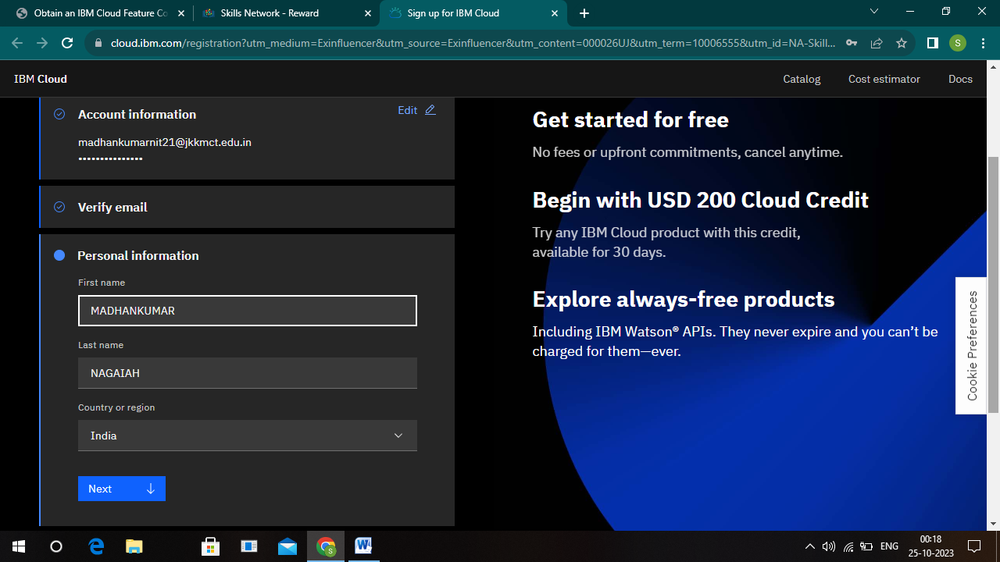 Obtain an IBM Cloud Feature Co
Skills Network - Reward
Sign up for IBM Cloud
cloud.ibm.com/registration?utm_medium=Exinfluencer&utm_source=Exinfluencer&utm_content=000026UJ&utm_term=10006555&utm_id=NA-Skill...
S
IBM Cloud
Catalog
Cost estimator
Docs
Account information
Edit
madhankumarnit21@jkkmct.edu.in
•••••••••••••••
Verify email
Personal information
First name
MADHANKUMAR
Last name
NAGAIAH
Country or region
India
Next
Get started for free
No fees or upfront commitments, cancel anytime.
Begin with USD 200 Cloud Credit
Try any IBM Cloud product with this credit,
available for 30 days.
Explore always-free products
Including IBM Watson® APIs. They never expire and you can’t be
charged for them—ever.
Cookie Preferences
S
W
ENG
00:18
25-10-2023